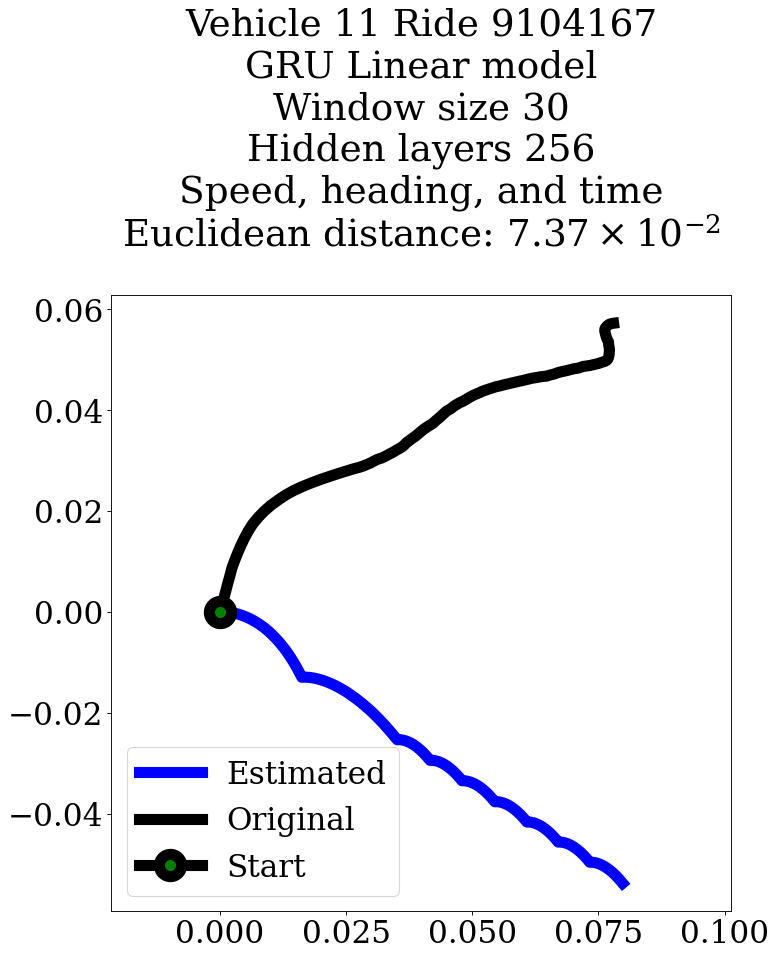 Vehicle 11 Ride 9104167
GRU Linear model
Window size 30
Hidden layers 256
Speed, heading, and time
Euclidean distance: 7.37 × 10⁻²
0.06
0.04
0.02
0.00
−0.02
−0.04
Estimated
Original
Start
0.000 0.025 0.050 0.075 0.100